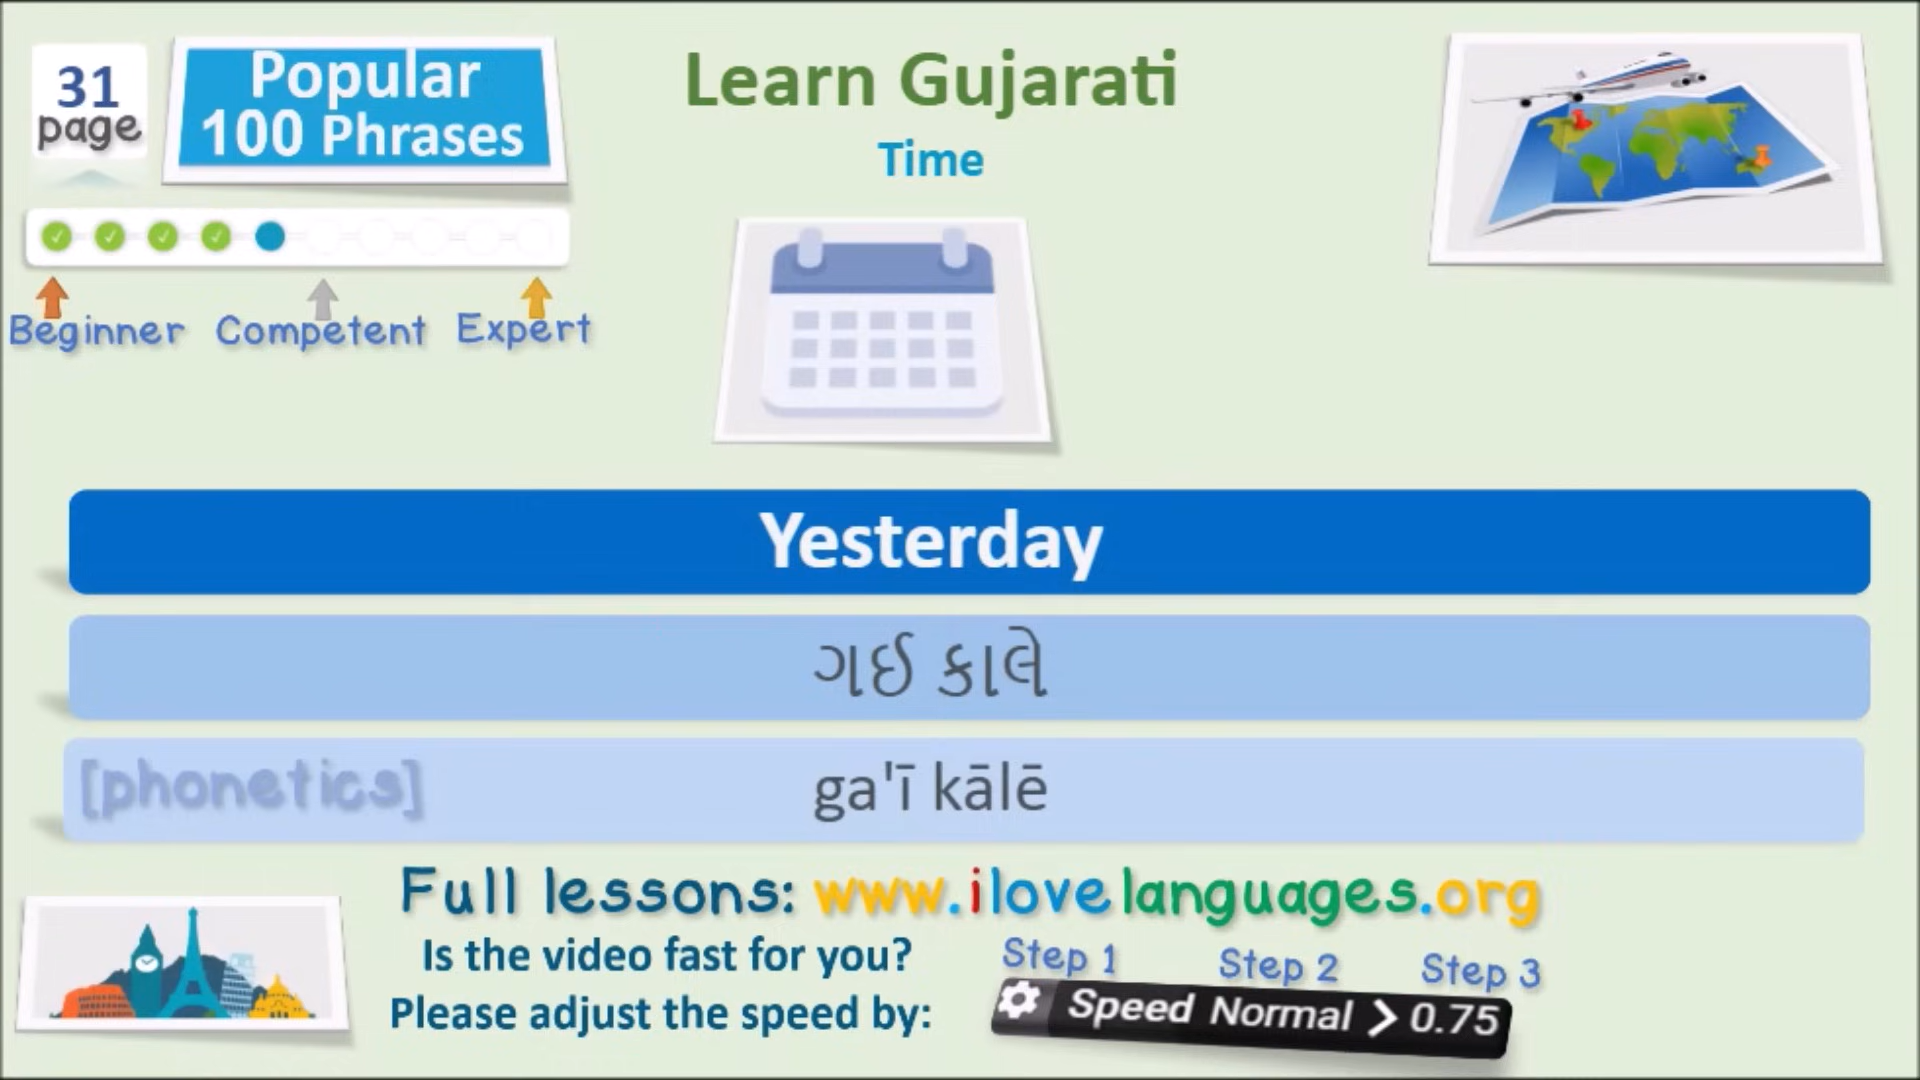 31
page
Popular
100 Phrases
Learn Gujarati
Time
Beginner Competent Expert
Yesterday
ગઈ કાલે
[phonetics] ga'ī kālē
Full lessons: www.ilovelanguages.org
Is the video fast for you?
Please adjust the speed by:
Step 1 Step 2 Step 3
Speed Normal > 0.75